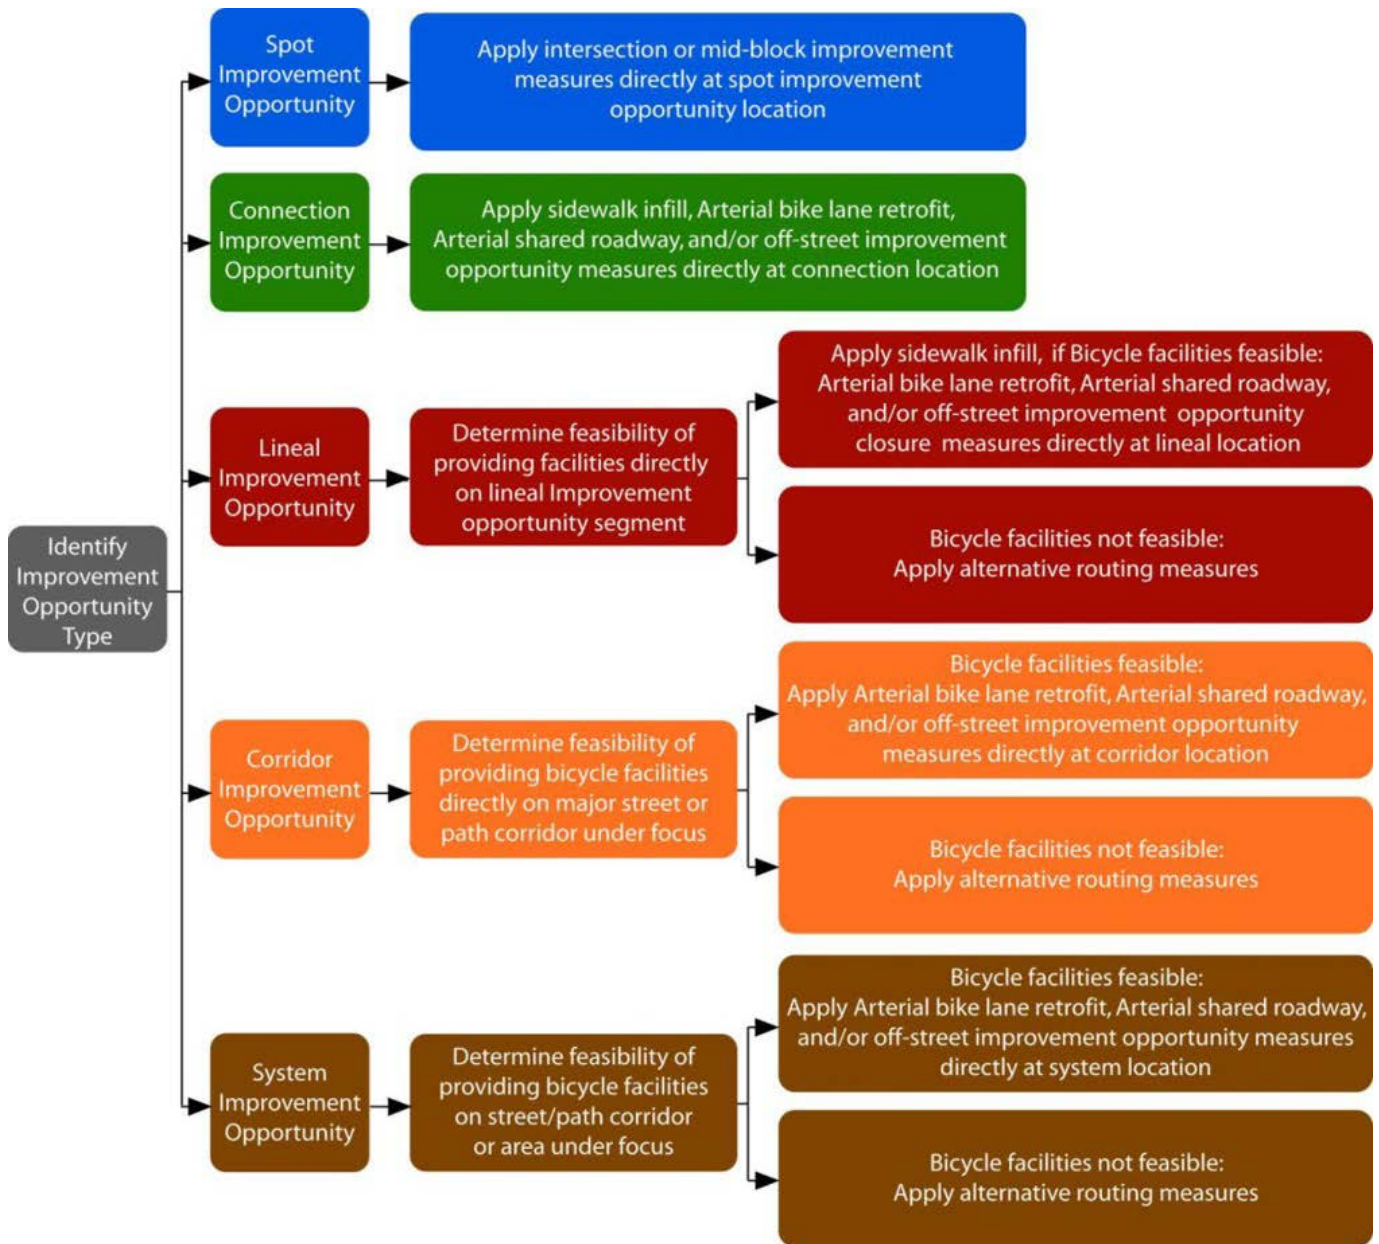 Spot
Improvement
Opportunity
Apply intersection or mid-block improvement
measures directly at spot improvement
opportunity location
Connection
Improvement
Opportunity
Apply sidewalk infill, Arterial bike lane retrofit,
Arterial shared roadway, and/or off-street improvement
opportunity measures directly at connection location
Identify
Improvement
Opportunity
Type
Lineal
Improvement
Opportunity
Determine feasibility of
providing facilities directly
on lineal Improvement
opportunity segment
Apply sidewalk infill, if Bicycle facilities feasible:
Arterial bike lane retrofit, Arterial shared roadway,
and/or off-street improvement opportunity
closure measures directly at lineal location
Bicycle facilities not feasible:
Apply alternative routing measures
Corridor
Improvement
Opportunity
Determine feasibility of
providing bicycle facilities
directly on major street or
path corridor under focus
Bicycle facilities feasible:
Apply Arterial bike lane retrofit, Arterial shared roadway,
and/or off-street improvement opportunity
measures directly at corridor location
Bicycle facilities not feasible:
Apply alternative routing measures
System
Improvement
Opportunity
Determine feasibility of
providing bicycle facilities
on street/path corridor
or area under focus
Bicycle facilities feasible:
Apply Arterial bike lane retrofit, Arterial shared roadway,
and/or off-street improvement opportunity measures
directly at system location
Bicycle facilities not feasible:
Apply alternative routing measures